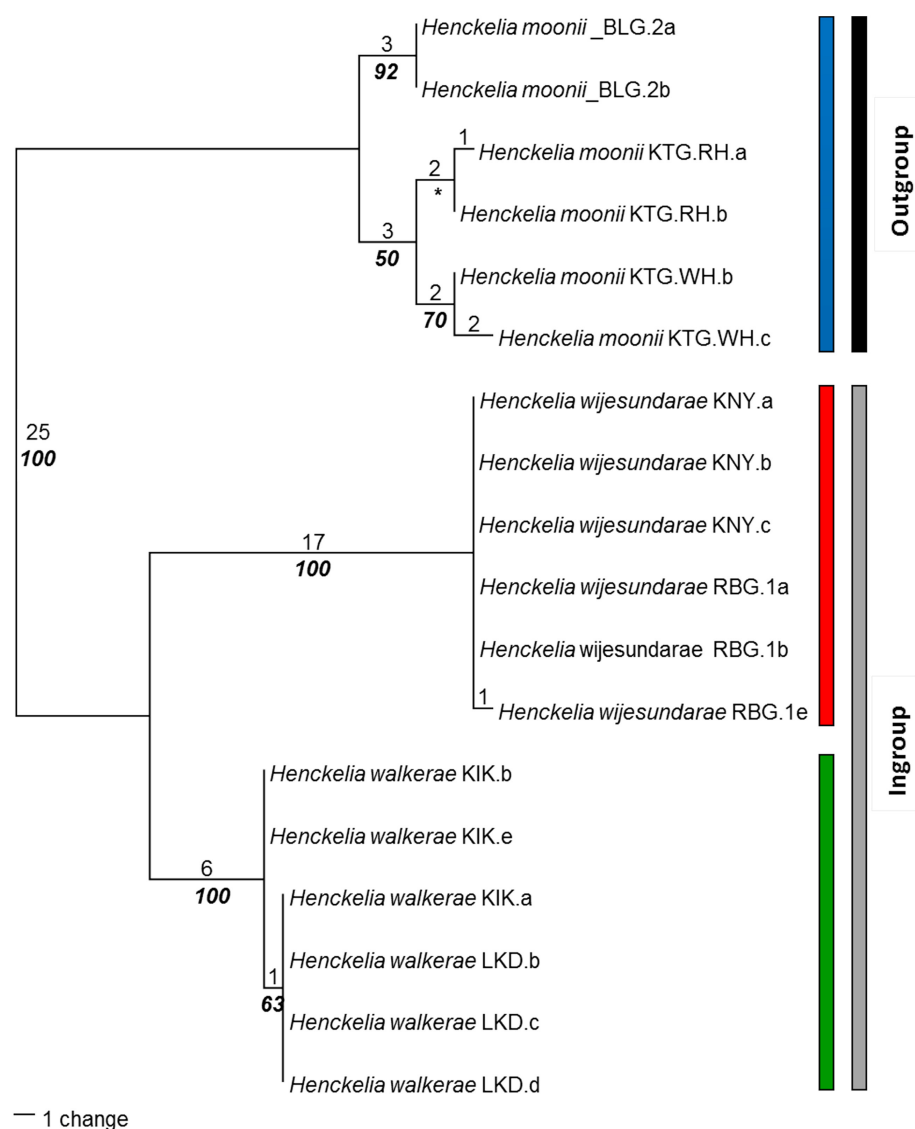 Henckelia moonii _BLG.2a
3
92
Henckelia moonii_BLG.2b
1
Henckelia moonii KTG.RH.a
2
*
Henckelia moonii KTG.RH.b
3
50
Henckelia moonii KTG.WH.b
2
70
2
Henckelia moonii KTG.WH.c
Outgroup
Henckelia wijesundarae KNY.a
25
100
Henckelia wijesundarae KNY.b
Henckelia wijesundarae KNY.c
17
100
Henckelia wijesundarae RBG.1a
Henckelia wijesundarae RBG.1b
1
Henckelia wijesundarae RBG.1e
Ingroup
Henckelia walkerae KIK.b
Henckelia walkerae KIK.e
6
100
Henckelia walkerae KIK.a
Henckelia walkerae LKD.b
1
63
Henckelia walkerae LKD.c
Henckelia walkerae LKD.d
1 change